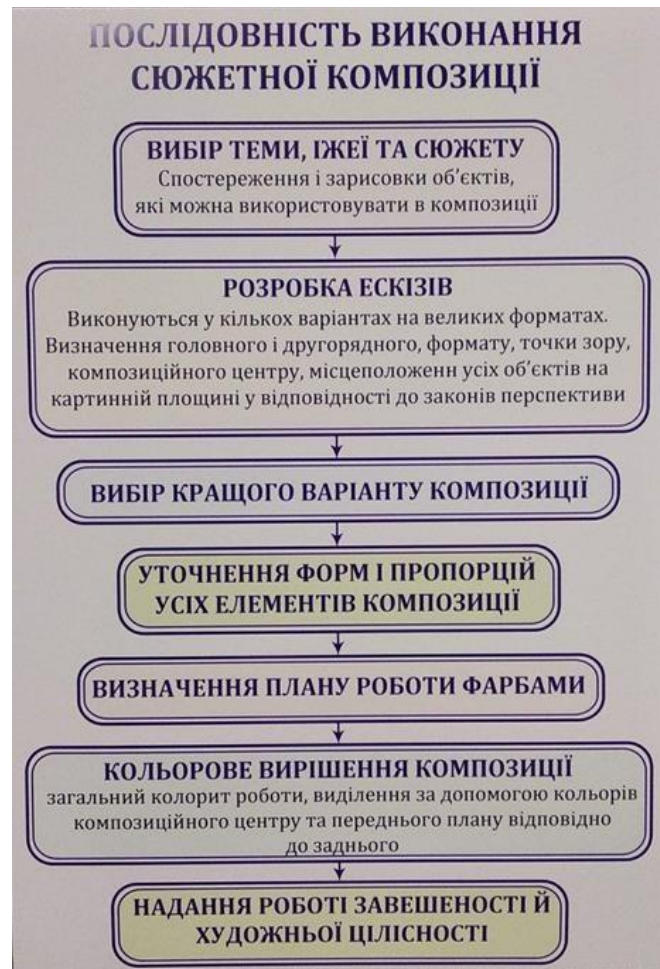 ПОСЛІДОВНІСТЬ ВИКОНАННЯ
СЮЖЕТНОЇ КОМПОЗИЦІЇ
ВИБІР ТЕМИ, ІЖЕЇ ТА СЮЖЕТУ
Спостереження і зарисовки об’єктів,
які можна використовувати в композиції
РОЗРОБКА ЕСКІЗІВ
Виконуються у кількох варіантах на великих форматах.
Визначення головного і другорядного, формату, точки зору,
композиційного центру, місцеположенн усіх об’єктів на
картинній площині у відповідності до законів перспективи
ВИБІР КРАЩОГО ВАРІАНТУ КОМПОЗИЦІЇ
УТОЧНЕННЯ ФОРМ І ПРОПОРЦІЙ
УСІХ ЕЛЕМЕНТІВ КОМПОЗИЦІЇ
ВИЗНАЧЕННЯ ПЛАНУ РОБОТИ ФАРБАМИ
КОЛЬОРОВЕ ВИРІШЕННЯ КОМПОЗИЦІЇ
загальний колорит роботи, виділення за допомогою кольорів
композиційного центру та переднього плану відповідно
до заднього
НАДАННЯ РОБОТІ ЗАВЕШЕНОСТІ Й
ХУДОЖНЬОЇ ЦІЛІСНОСТІ